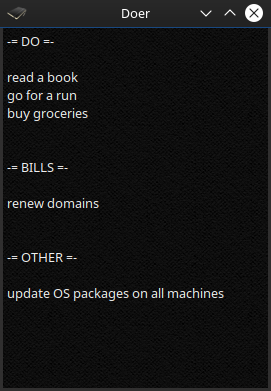 Doer
-= DO =-
read a book
go for a run
buy groceries
-= BILLS =-
renew domains
-= OTHER =-
update OS packages on all machines